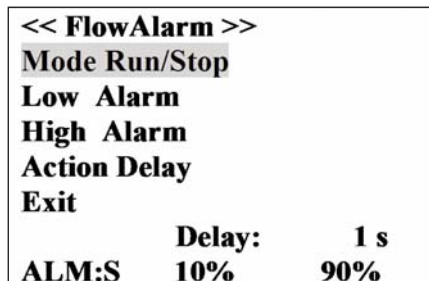 << FlowAlarm >>
Mode Run/Stop
Low Alarm
High Alarm
Action Delay
Exit
Delay: 1 s
ALM:S 10% 90%